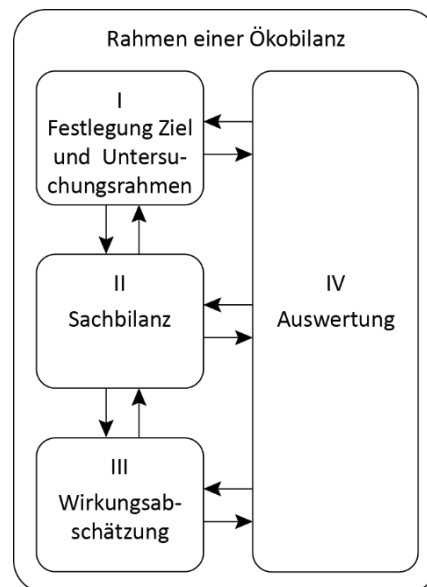 Rahmen einer Ökobilanz
I
Festlegung Ziel
und Untersu-
chungsrahmen
II
Sachbilanz
III
Wirkungsab-
schätzung
IV
Auswertung